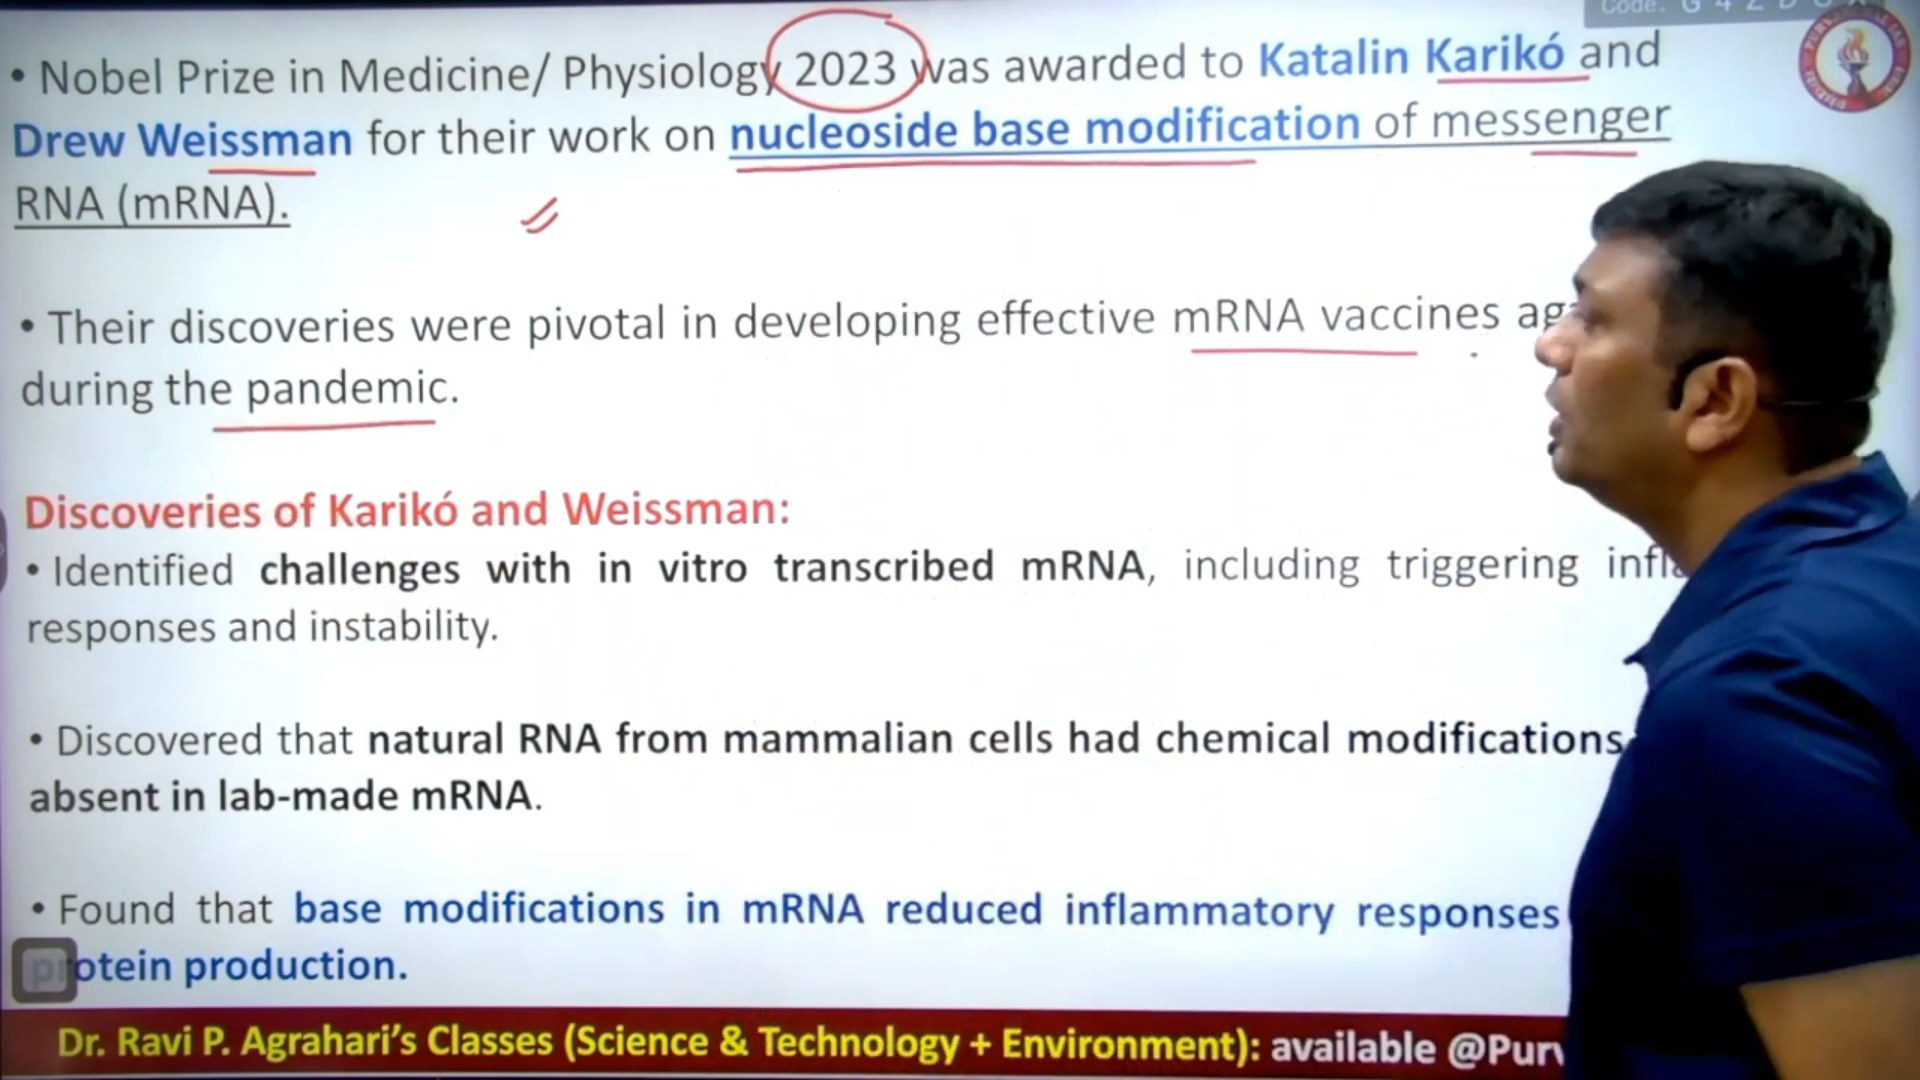 Code: G 4 Z D
• Nobel Prize in Medicine/ Physiology 2023 was awarded to Katalin Karikó and
Drew Weissman for their work on nucleoside base modification of messenger
RNA (mRNA).
• Their discoveries were pivotal in developing effective mRNA vaccines
during the pandemic.
Discoveries of Karikó and Weissman:
• Identified challenges with in vitro transcribed mRNA, including triggering
responses and instability.
• Discovered that natural RNA from mammalian cells had chemical modifications
absent in lab-made mRNA.
• Found that base modifications in mRNA reduced inflammatory responses
protein production.
Dr. Ravi P. Agrahari's Classes (Science & Technology + Environment): available